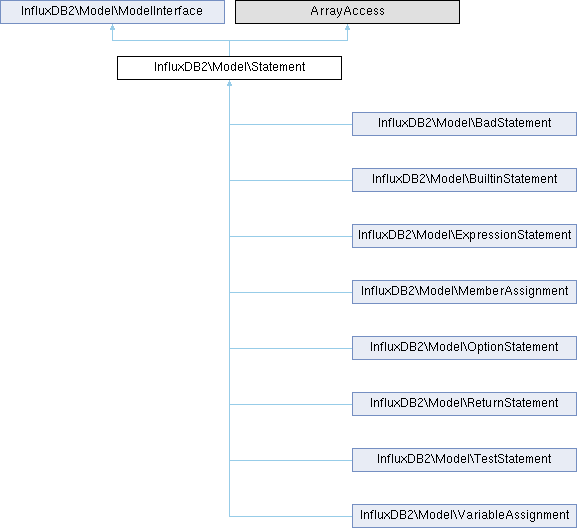 InfluxDB2\Model\ModelInterface
ArrayAccess
InfluxDB2\Model\Statement
InfluxDB2\Model\BadStatement
InfluxDB2\Model\BuiltinStatement
InfluxDB2\Model\ExpressionStatement
InfluxDB2\Model\MemberAssignment
InfluxDB2\Model\OptionStatement
InfluxDB2\Model\ReturnStatement
InfluxDB2\Model\TestStatement
InfluxDB2\Model\VariableAssignment